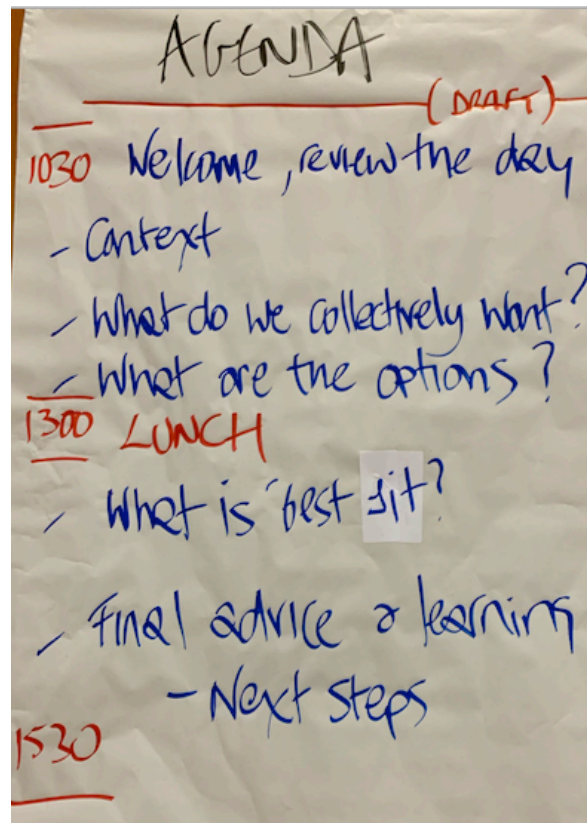 AGENDA
(DRAFT)
1030 Welcome, review the day
- Context
- What do we collectively want?
- What are the options?
1300 LUNCH
- What is 'best fit?
- Final advice & learning
- Next steps
1530